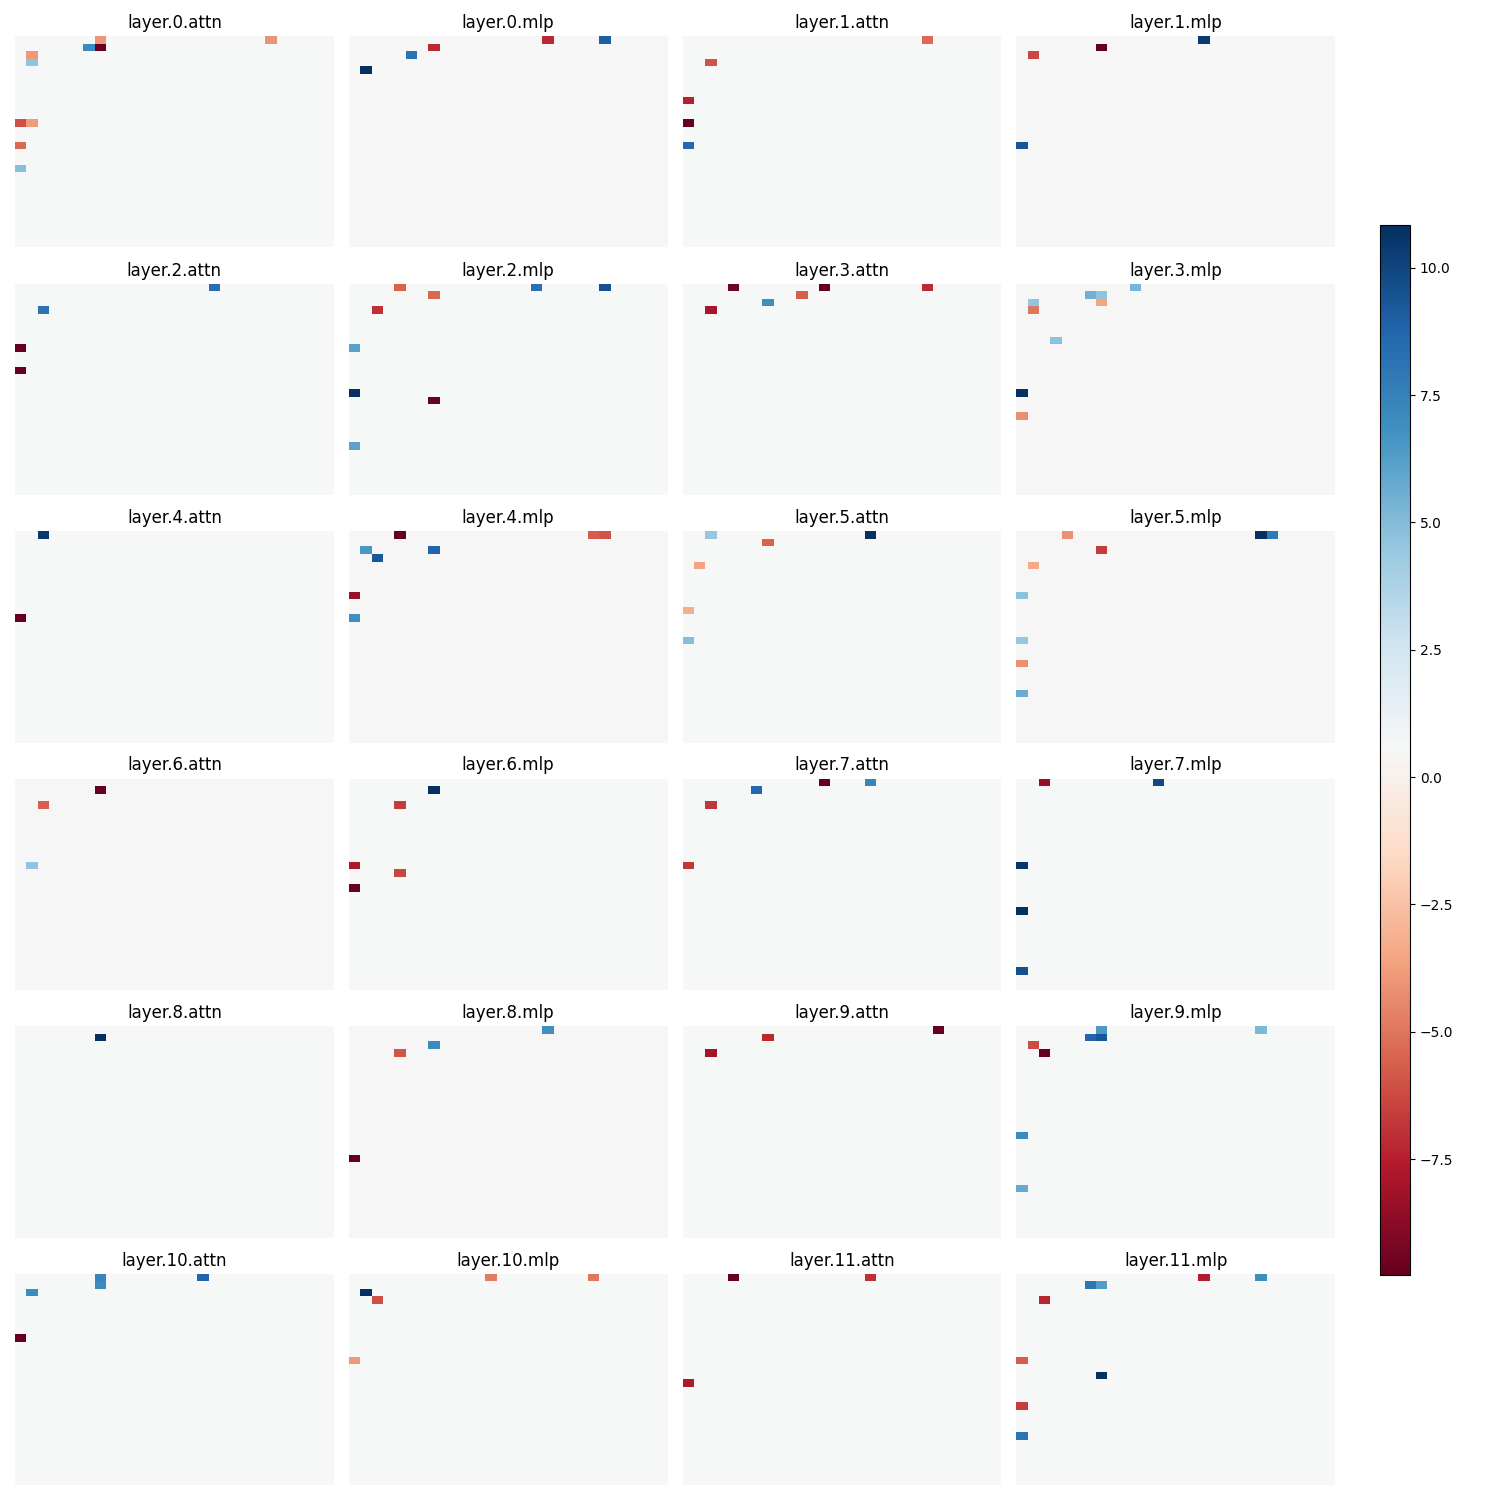 layer.0.attn layer.0.mlp layer.1.attn layer.1.mlp
layer.2.attn layer.2.mlp layer.3.attn layer.3.mlp
layer.4.attn layer.4.mlp layer.5.attn layer.5.mlp
layer.6.attn layer.6.mlp layer.7.attn layer.7.mlp
layer.8.attn layer.8.mlp layer.9.attn layer.9.mlp
layer.10.attn layer.10.mlp layer.11.attn layer.11.mlp
10.0
7.5
5.0
2.5
0.0
−2.5
−5.0
−7.5